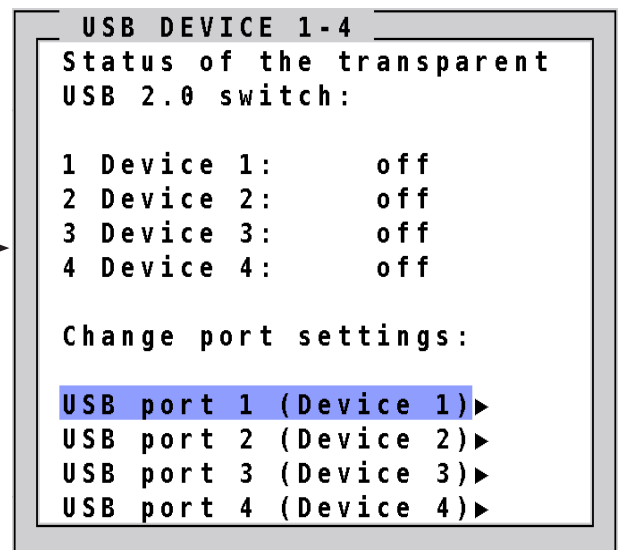 USB DEVICE 1-4
Status of the transparent
USB 2.0 switch:
1 Device 1: off
2 Device 2: off
3 Device 3: off
4 Device 4: off
Change port settings:
USB port 1 (Device 1)▶
USB port 2 (Device 2)▶
USB port 3 (Device 3)▶
USB port 4 (Device 4)▶